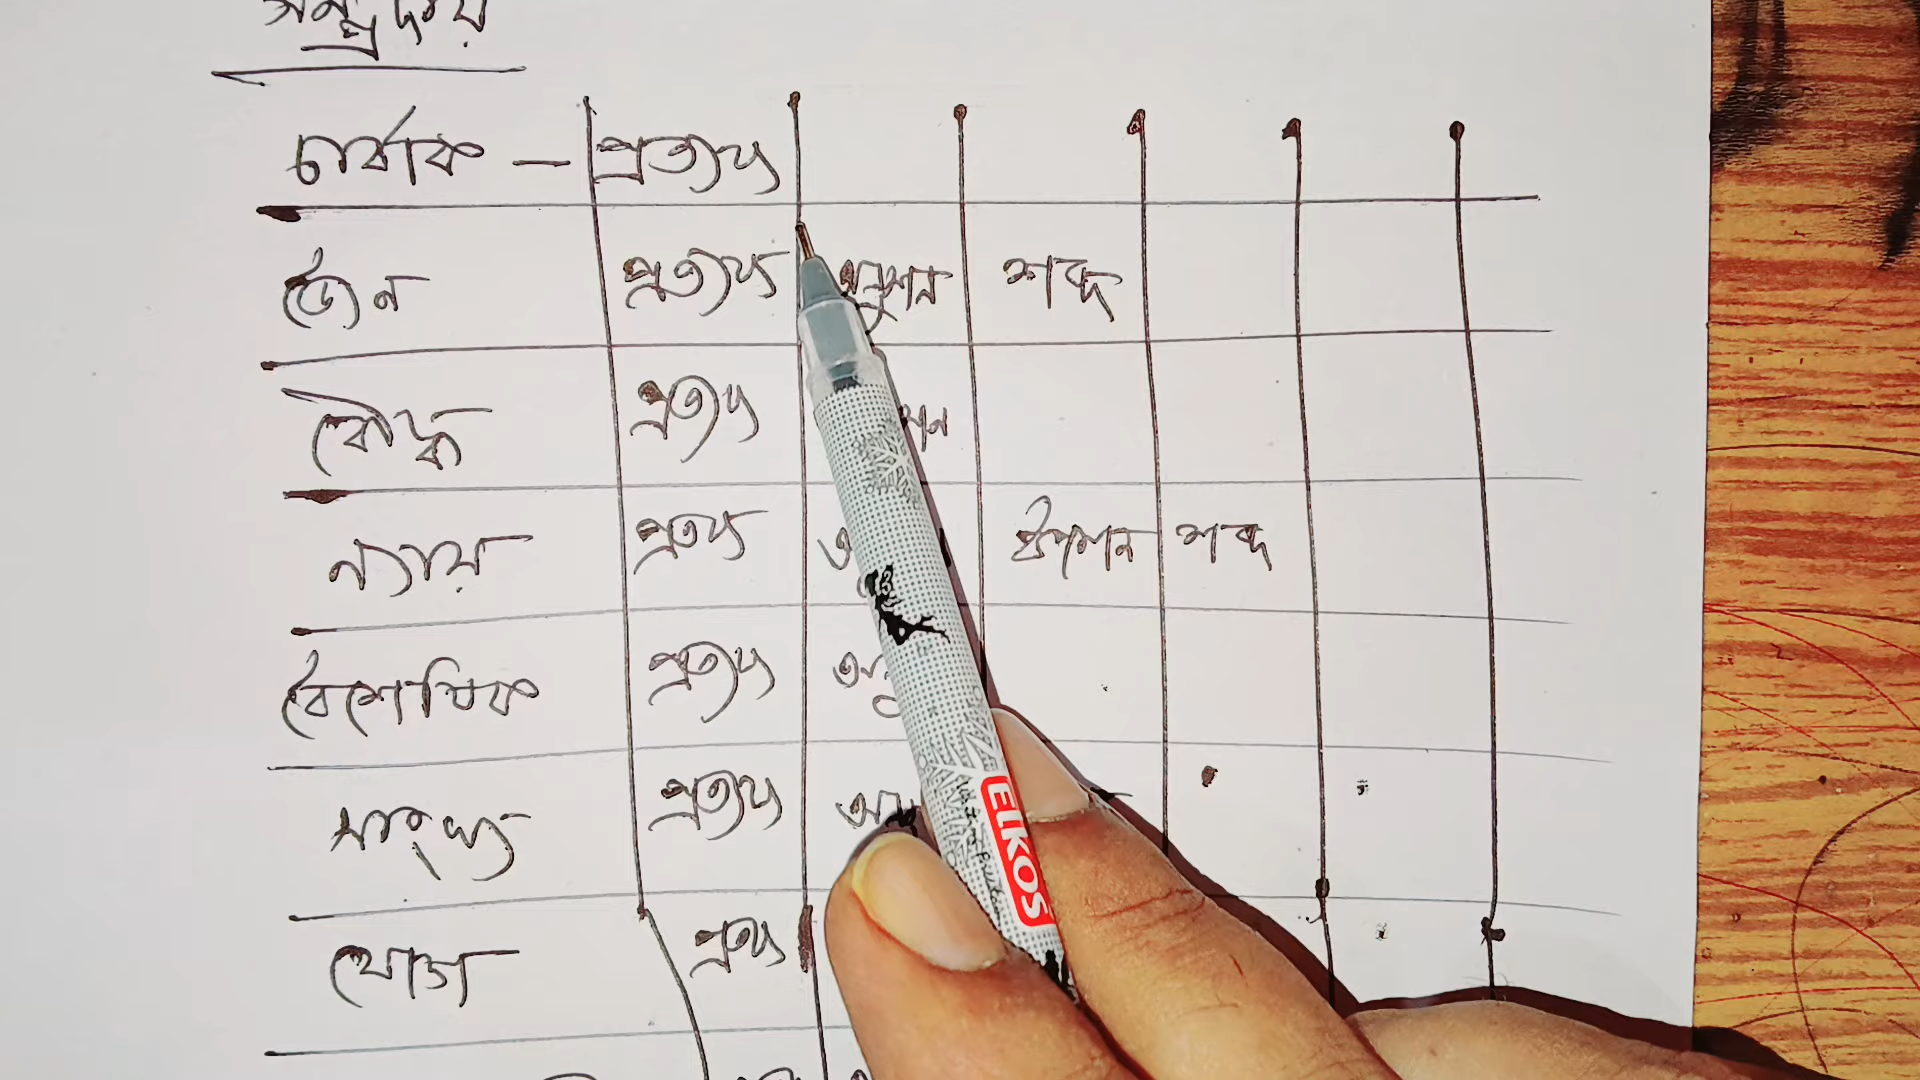 সম্প্রদায়
চার্বাক — প্রত্যক্ষ
জৈন প্রত্যক্ষ অনুমান শব্দ
বৌদ্ধ প্রত্যক্ষ
ন্যায় প্রত্যক্ষ উপমান শব্দ
বৈশেষিক প্রত্যক্ষ
সাংখ্য প্রত্যক্ষ
যোগ প্রত্যক্ষ
ELKOS